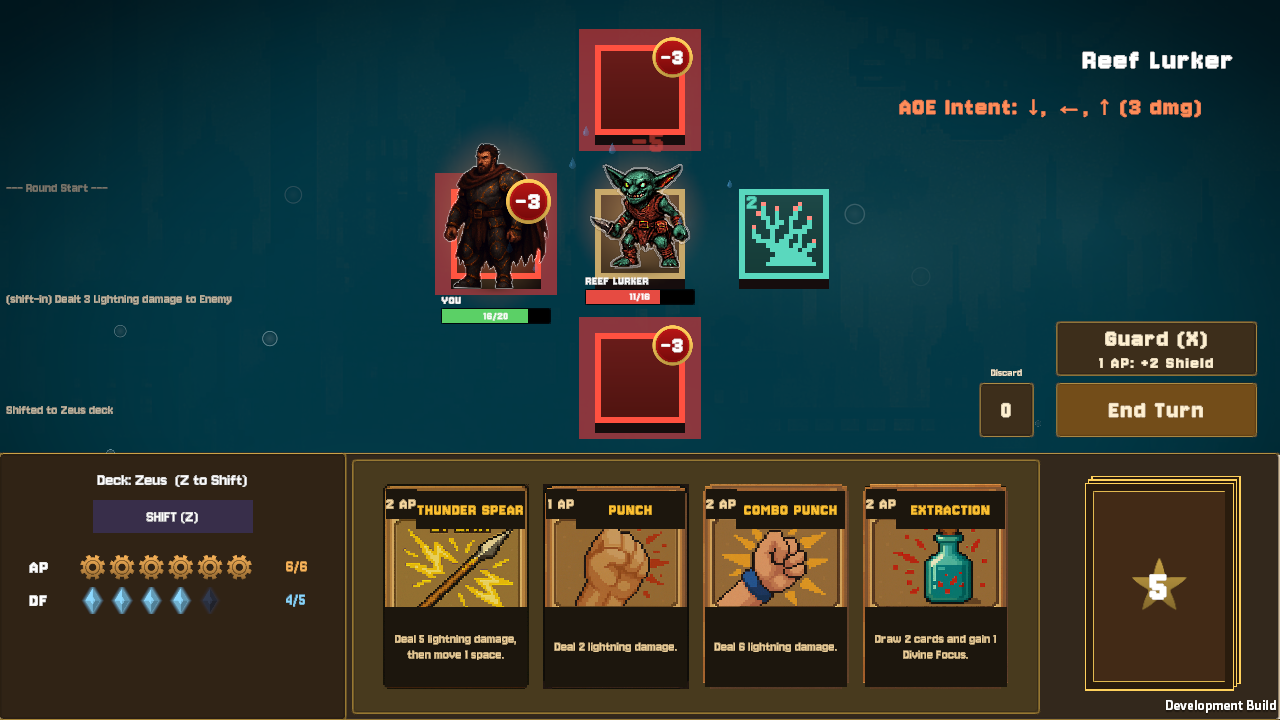 -3
Reef Lurker
AOE Intent: ↓, ←, ↑ (3 dmg)
-5
--- Round Start ---
-3
2
(shift-in) Dealt 3 Lightning damage to Enemy
REEF LURKER
11/16
YOU
16/20
-3
Guard (X)
1 AP: +2 Shield
Discard
0
End Turn
Shifted to Zeus deck
Deck: Zeus (Z to Shift)
SHIFT (Z)
AP
6/6
DF
4/5
2 AP
THUNDER SPEAR
Deal 5 lightning damage,
then move 1 space.
1 AP
PUNCH
Deal 2 lightning damage.
2 AP
COMBO PUNCH
Deal 6 lightning damage.
2 AP
EXTRACTION
Draw 2 cards and gain 1
Divine Focus.
5
Development Build